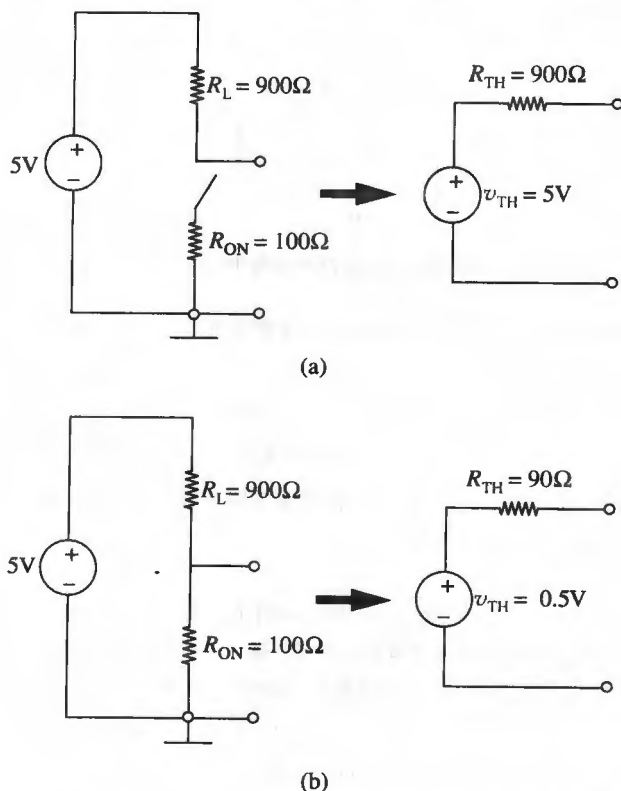 R_L = 900Ω
R_TH = 900Ω
5V
+
−
+
−
v_TH = 5V
R_ON = 100Ω
(a)
R_L = 900Ω
R_TH = 90Ω
5V
+
−
+
−
v_TH = 0.5V
R_ON = 100Ω
(b)